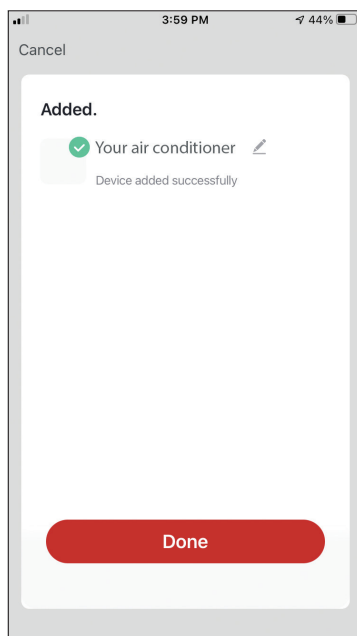 3:59 PM
44%
Cancel
Added.
Your air conditioner
Device added successfully
Done